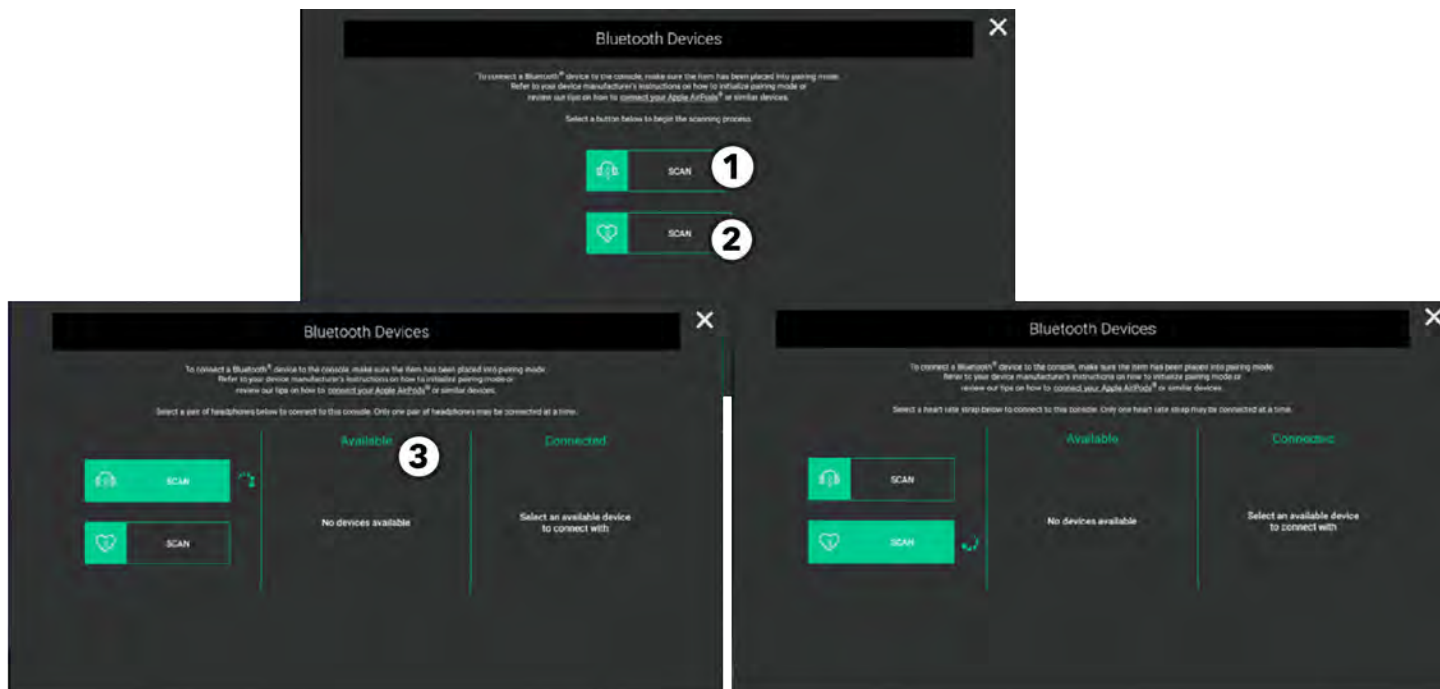 Bluetooth Devices
To connect a Bluetooth® device to the console, make sure the item has been placed into pairing mode.
Refer to your device manufacturer's instructions on how to initialize pairing mode or
review our tips on how to connect your Apple AirPods® or similar devices.
Select a button below to begin the scanning process.
SCAN
1
SCAN
2
Bluetooth Devices
To connect a Bluetooth® device to the console, make sure the item has been placed into pairing mode.
Refer to your device manufacturer's instructions on how to initialize pairing mode or
review our tips on how to connect your Apple AirPods® or similar devices.
Select a pair of headphones below to connect to this console. Only one pair of headphones may be connected at a time.
SCAN
SCAN
Available
3
No devices available
Connected
Select an available device
to connect with
Bluetooth Devices
To connect a Bluetooth® device to the console, make sure the item has been placed into pairing mode.
Refer to your device manufacturer's instructions on how to initialize pairing mode or
review our tips on how to connect your Apple AirPods® or similar devices.
Select a heart rate strap below to connect to this console. Only one heart rate strap may be connected at a time.
SCAN
SCAN
Available
No devices available
Connected
Select an available device
to connect with